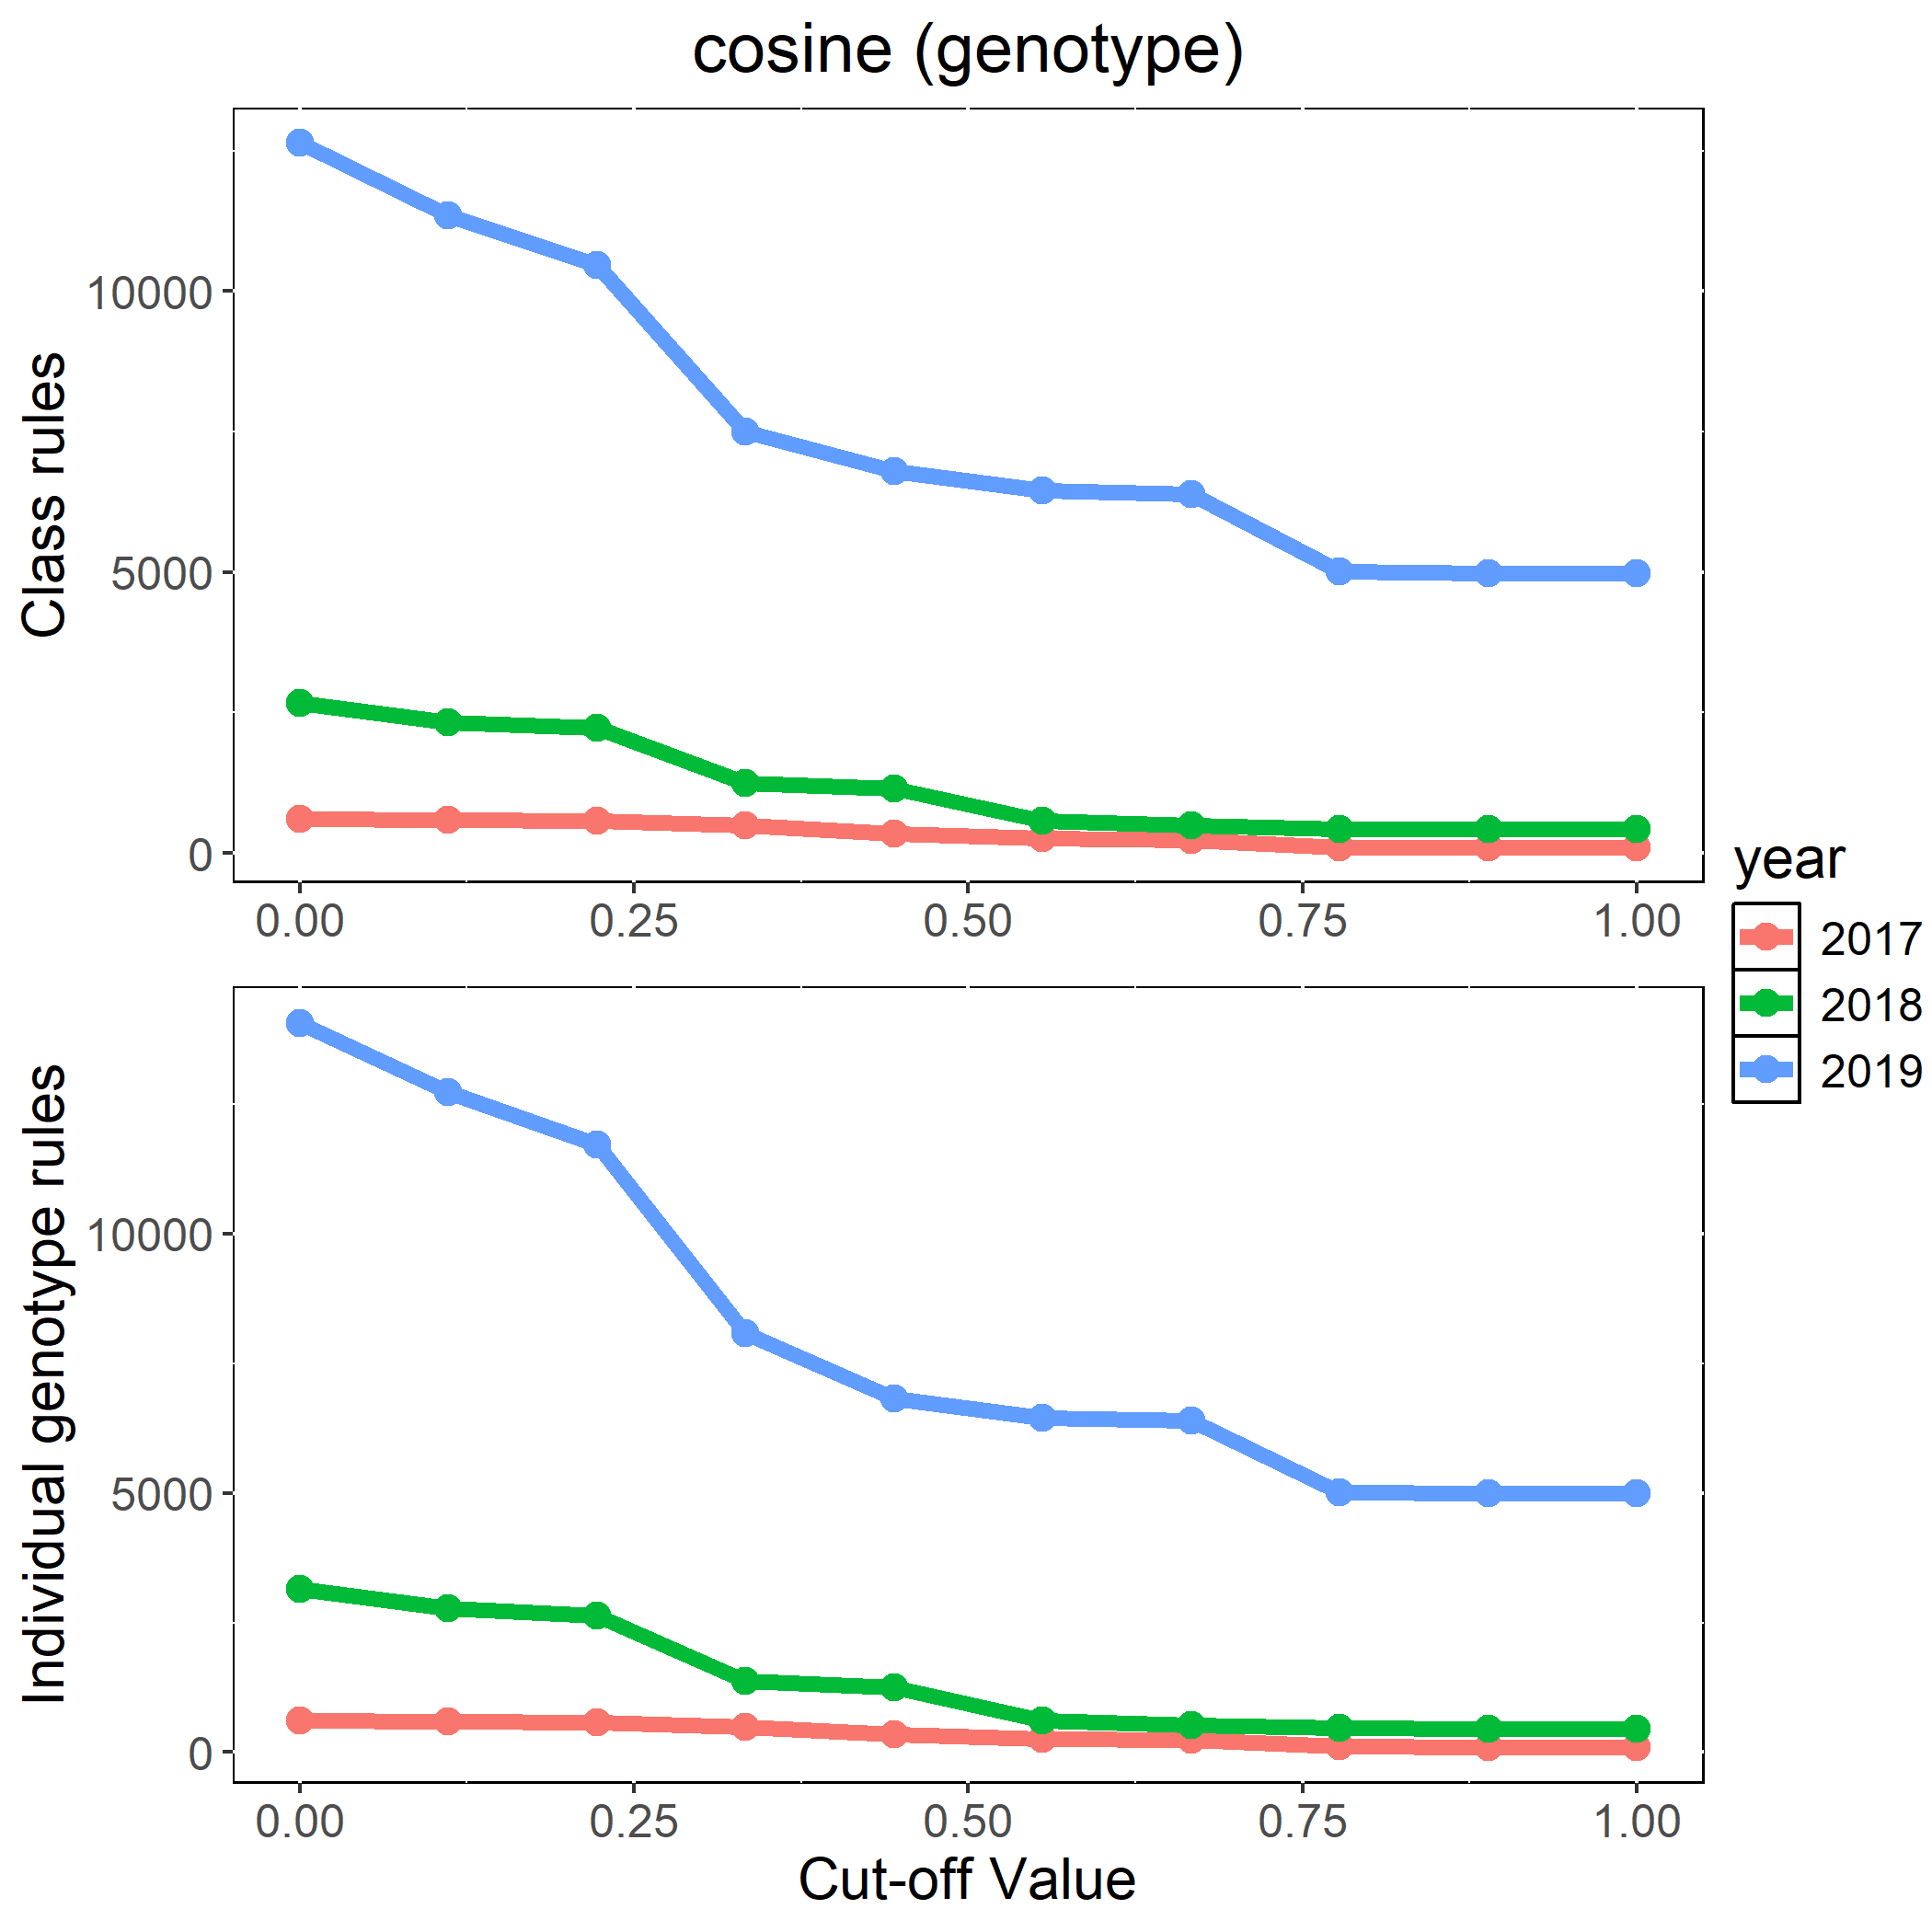 cosine (genotype)
Class rules
10000
5000
0
0.00 0.25 0.50 0.75 1.00
year
2017
2018
2019
Individual genotype rules
10000
5000
0
0.00 0.25 0.50 0.75 1.00
Cut-off Value